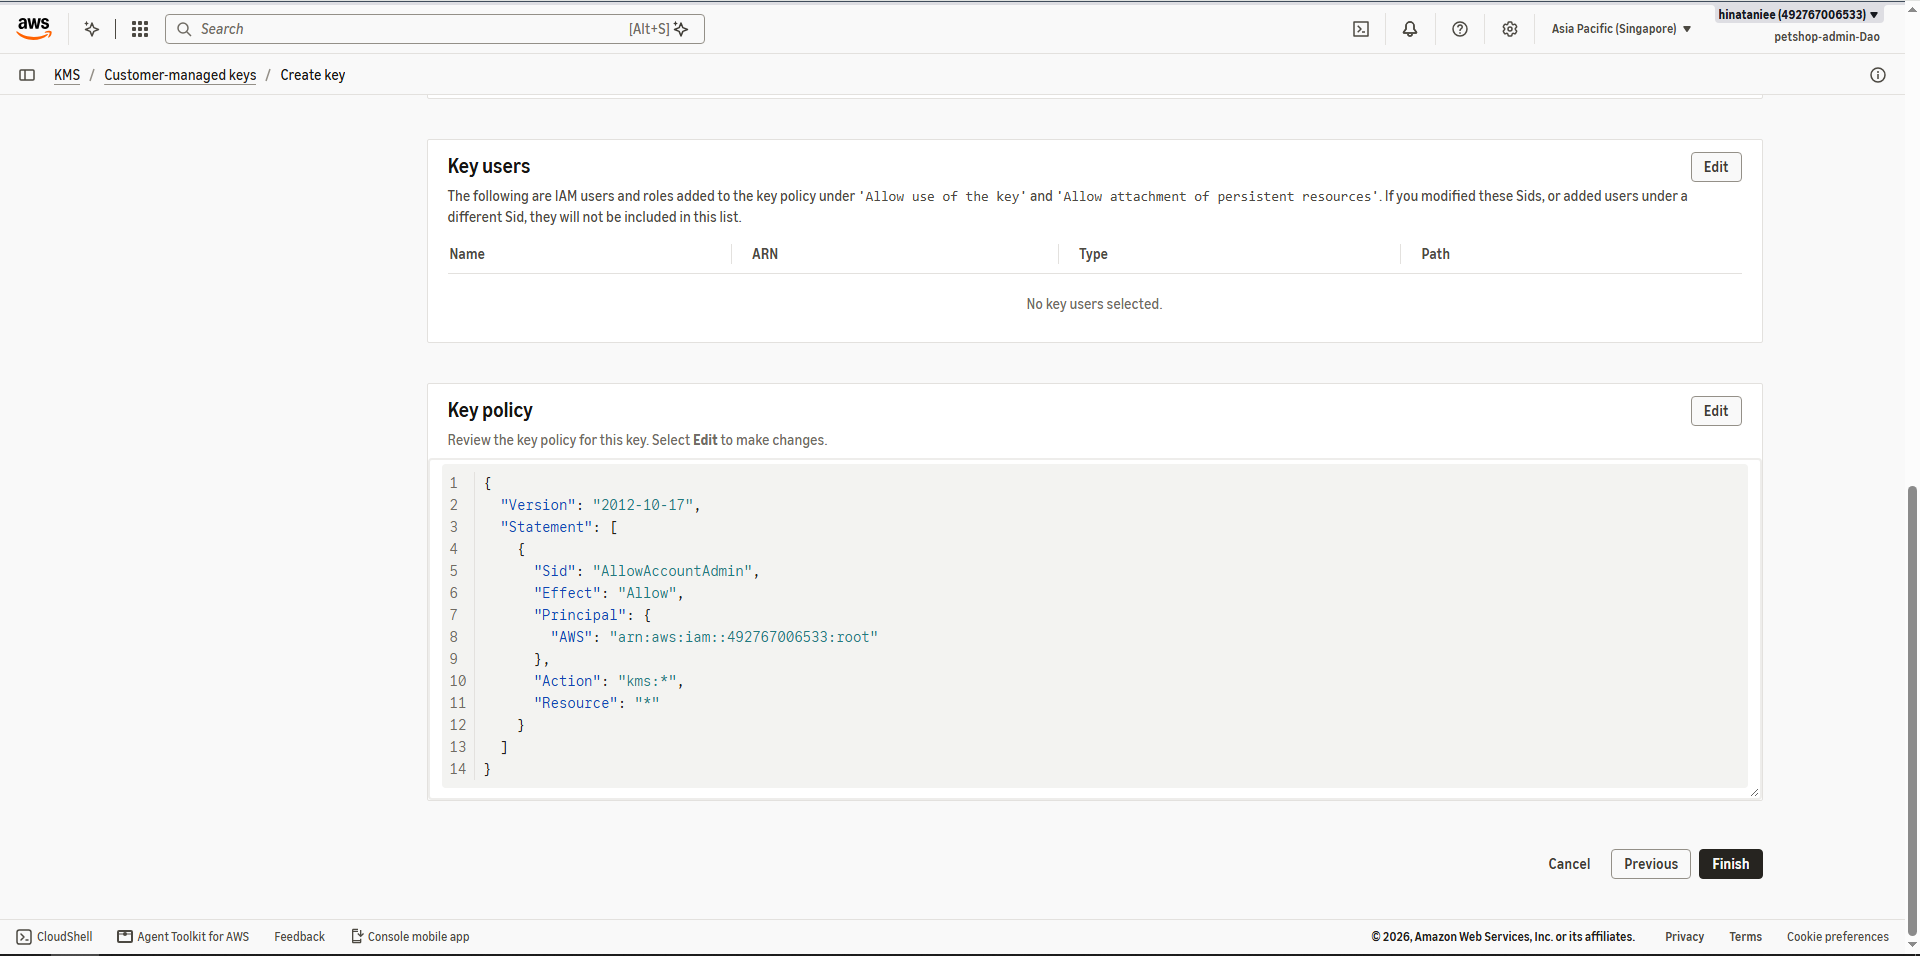 aws
Search
[Alt+S]
Asia Pacific (Singapore)
hinataniee (492767006533)
petshop-admin-Dao
KMS / Customer-managed keys / Create key
Key users
Edit
The following are IAM users and roles added to the key policy under 'Allow use of the key' and 'Allow attachment of persistent resources'. If you modified these Sids, or added users under a
different Sid, they will not be included in this list.
Name ARN Type Path
No key users selected.
Key policy
Edit
Review the key policy for this key. Select Edit to make changes.
1 {
2 "Version": "2012-10-17",
3 "Statement": [
4 {
5 "Sid": "AllowAccountAdmin",
6 "Effect": "Allow",
7 "Principal": {
8 "AWS": "arn:aws:iam::492767006533:root"
9 },
10 "Action": "kms:*",
11 "Resource": "*"
12 }
13 ]
14 }
Cancel Previous Finish
CloudShell Agent Toolkit for AWS Feedback Console mobile app © 2026, Amazon Web Services, Inc. or its affiliates. Privacy Terms Cookie preferences